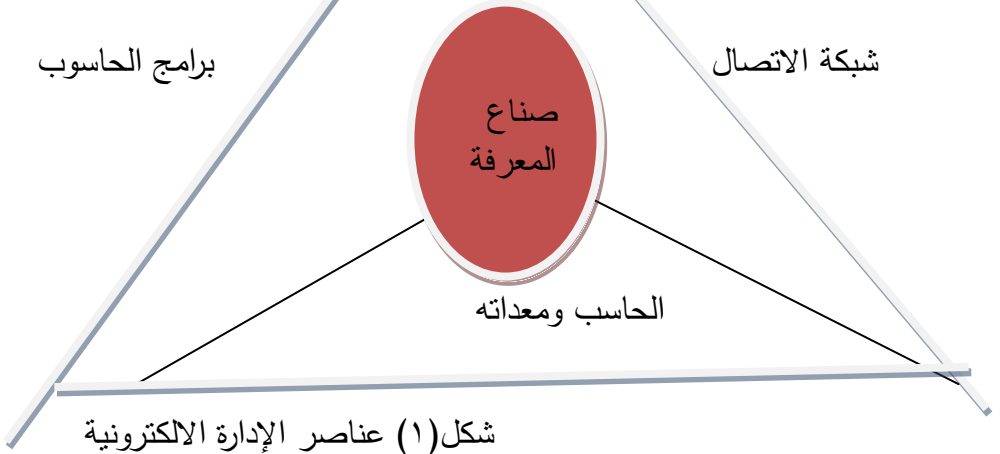 شبكة الاتصال
برامج الحاسوب
صناع
المعرفة
الحاسب ومعداته
شكل(١) عناصر الإدارة الالكترونية